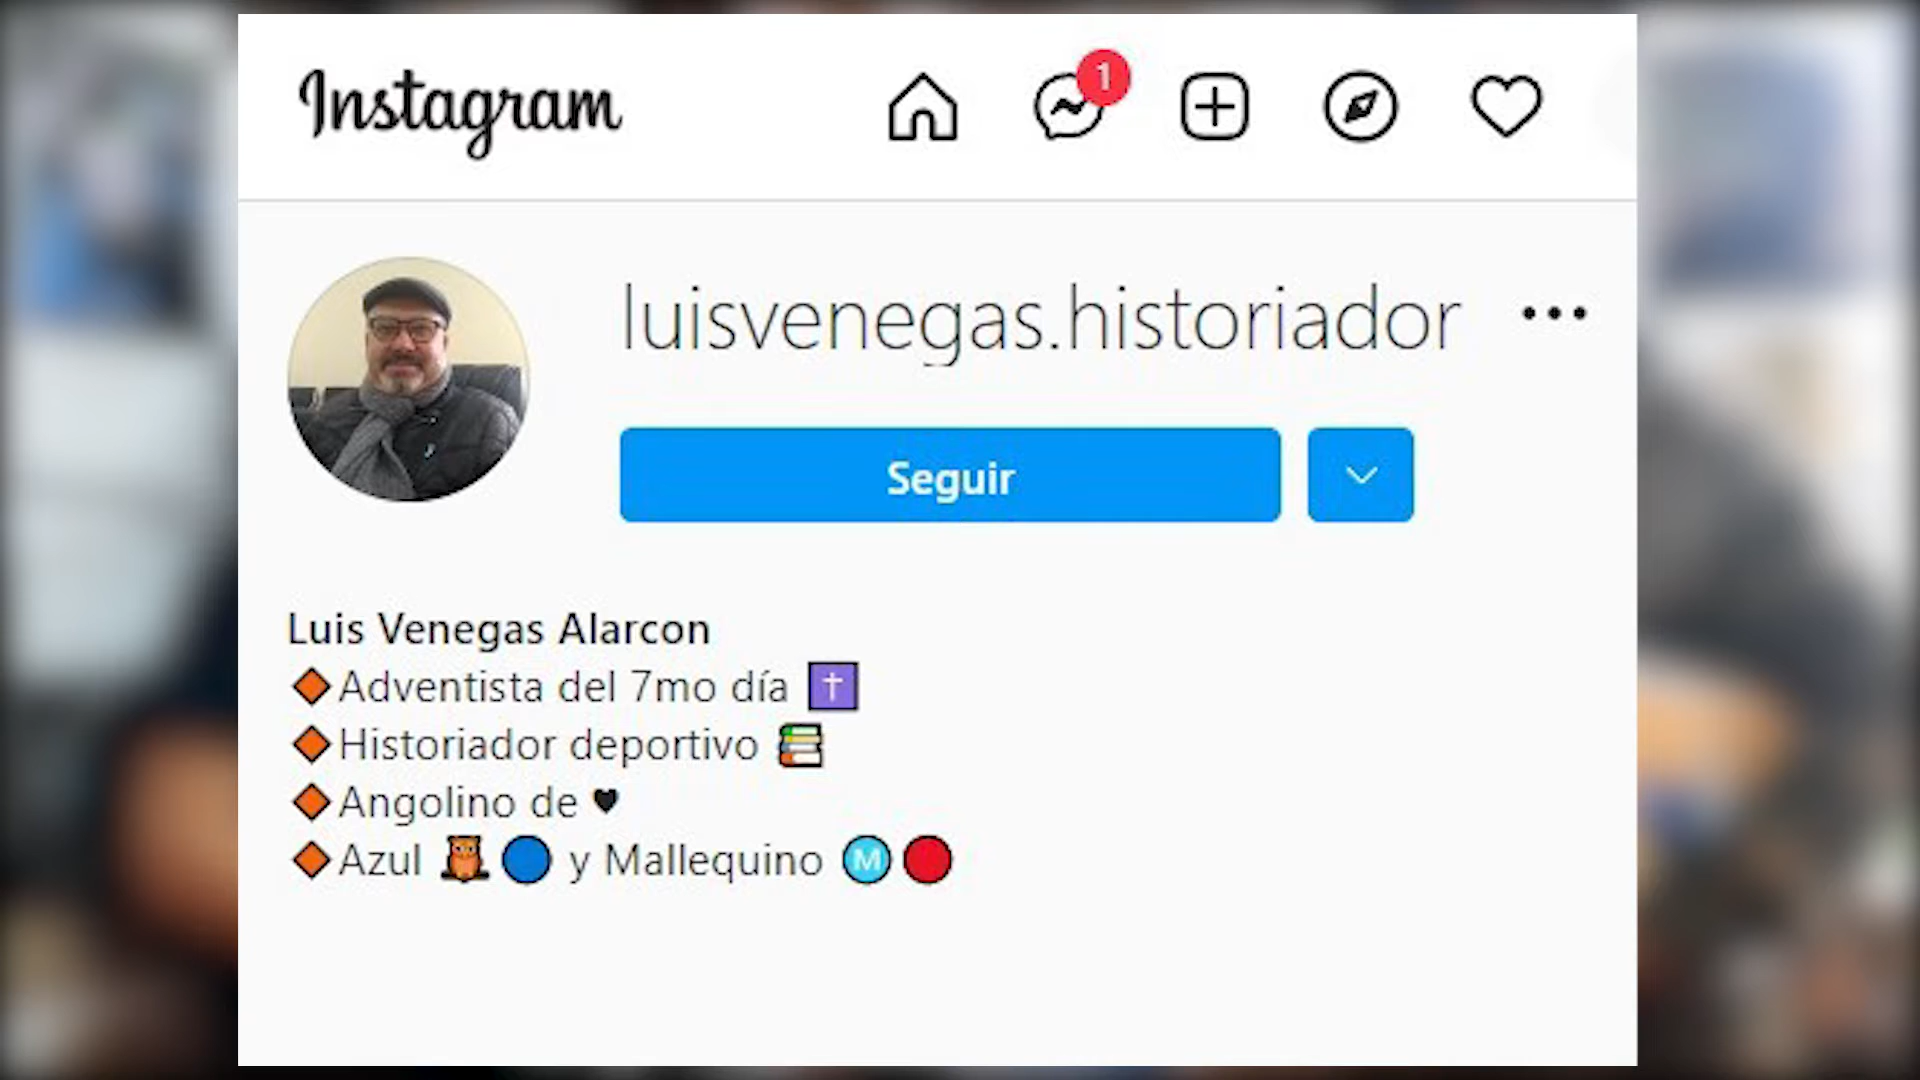 Instagram
1
luisvenegas.historiador
Seguir
Luis Venegas Alarcon
🔸Adventista del 7mo día ✝️
🔸Historiador deportivo 📚
🔸Angolino de ♥
🔸Azul 🦉🔵 y Mallequino Ⓜ️🔴